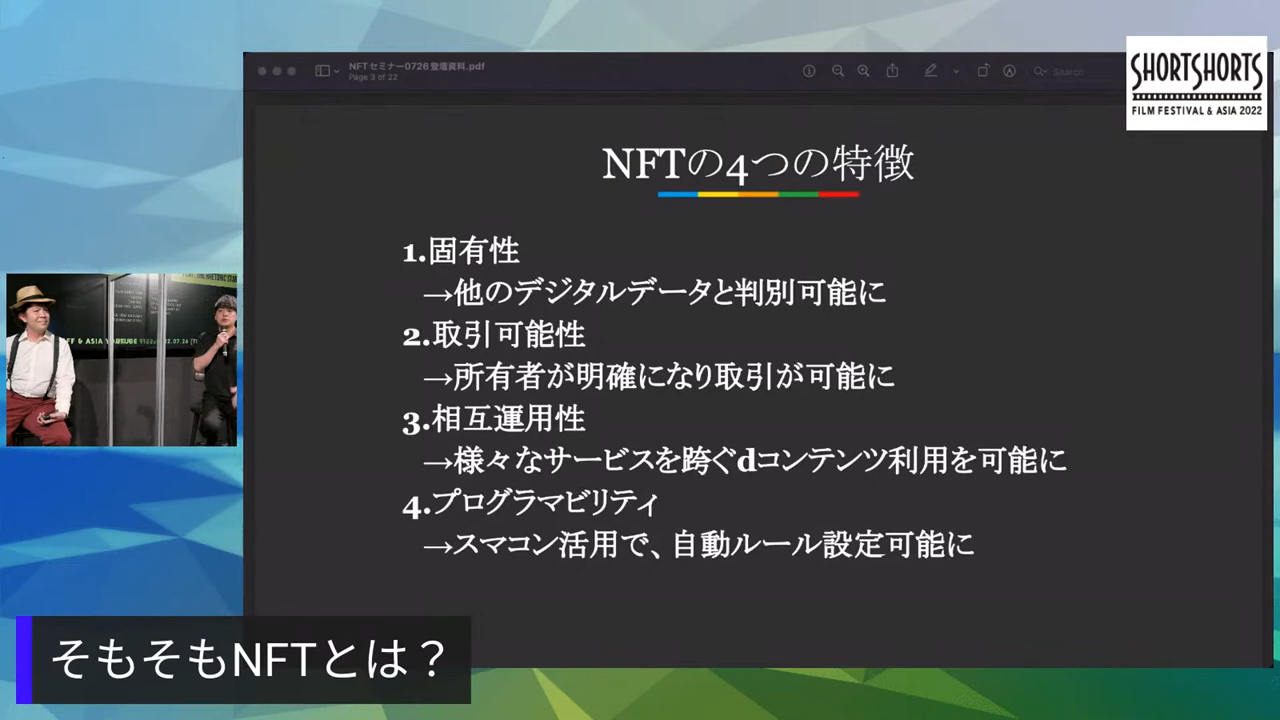 NFTセミナー0726登壇資料.pdf
Page 3 of 22
Search
SHORTSHORTS
FILM FESTIVAL & ASIA 2022
NFTの4つの特徴
1.固有性
→他のデジタルデータと判別可能に
2.取引可能性
→所有者が明確になり取引が可能に
3.相互運用性
→様々なサービスを跨ぐdコンテンツ利用を可能に
4.プログラマビリティ
→スマコン活用で、自動ルール設定可能に
そもそもNFTとは？